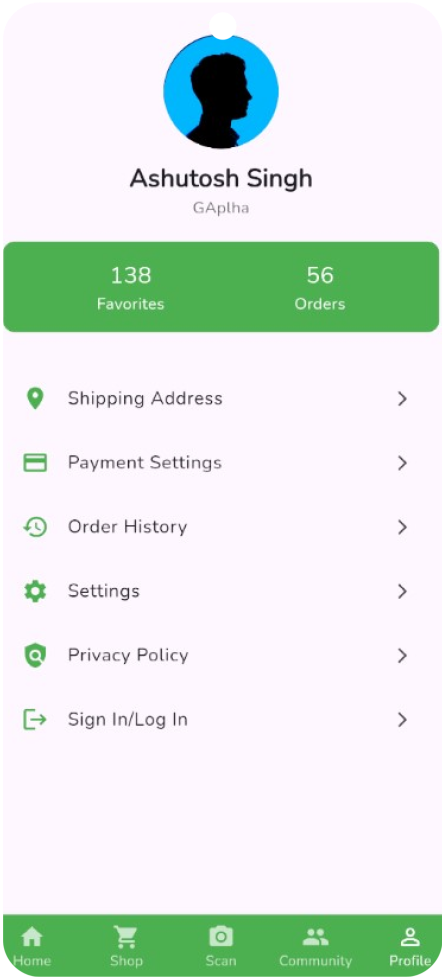 Ashutosh Singh
GAplha
138
Favorites
56
Orders
Shipping Address
Payment Settings
Order History
Settings
Privacy Policy
Sign In/Log In
Home
Shop
Scan
Community
Profile